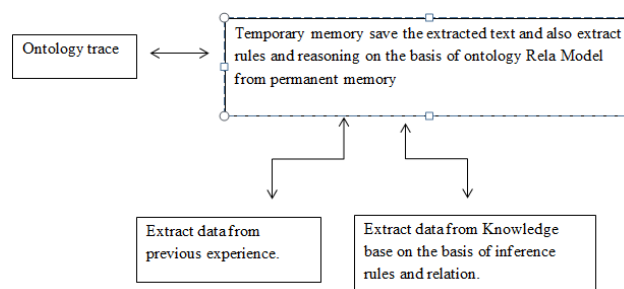 Ontology trace
Temporary memory save the extracted text and also extract
rules and reasoning on the basis of ontology Rela Model
from permanent memory
Extract data from
previous experience.
Extract data from Knowledge
base on the basis of inference
rules and relation.